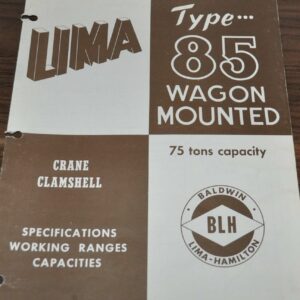 LIMA
Type...
85
WAGON
MOUNTED
75 tons capacity
CRANE
CLAMSHELL
SPECIFICATIONS
WORKING RANGES
CAPACITIES
BALDWIN
BLH
LIMA-HAMILTON